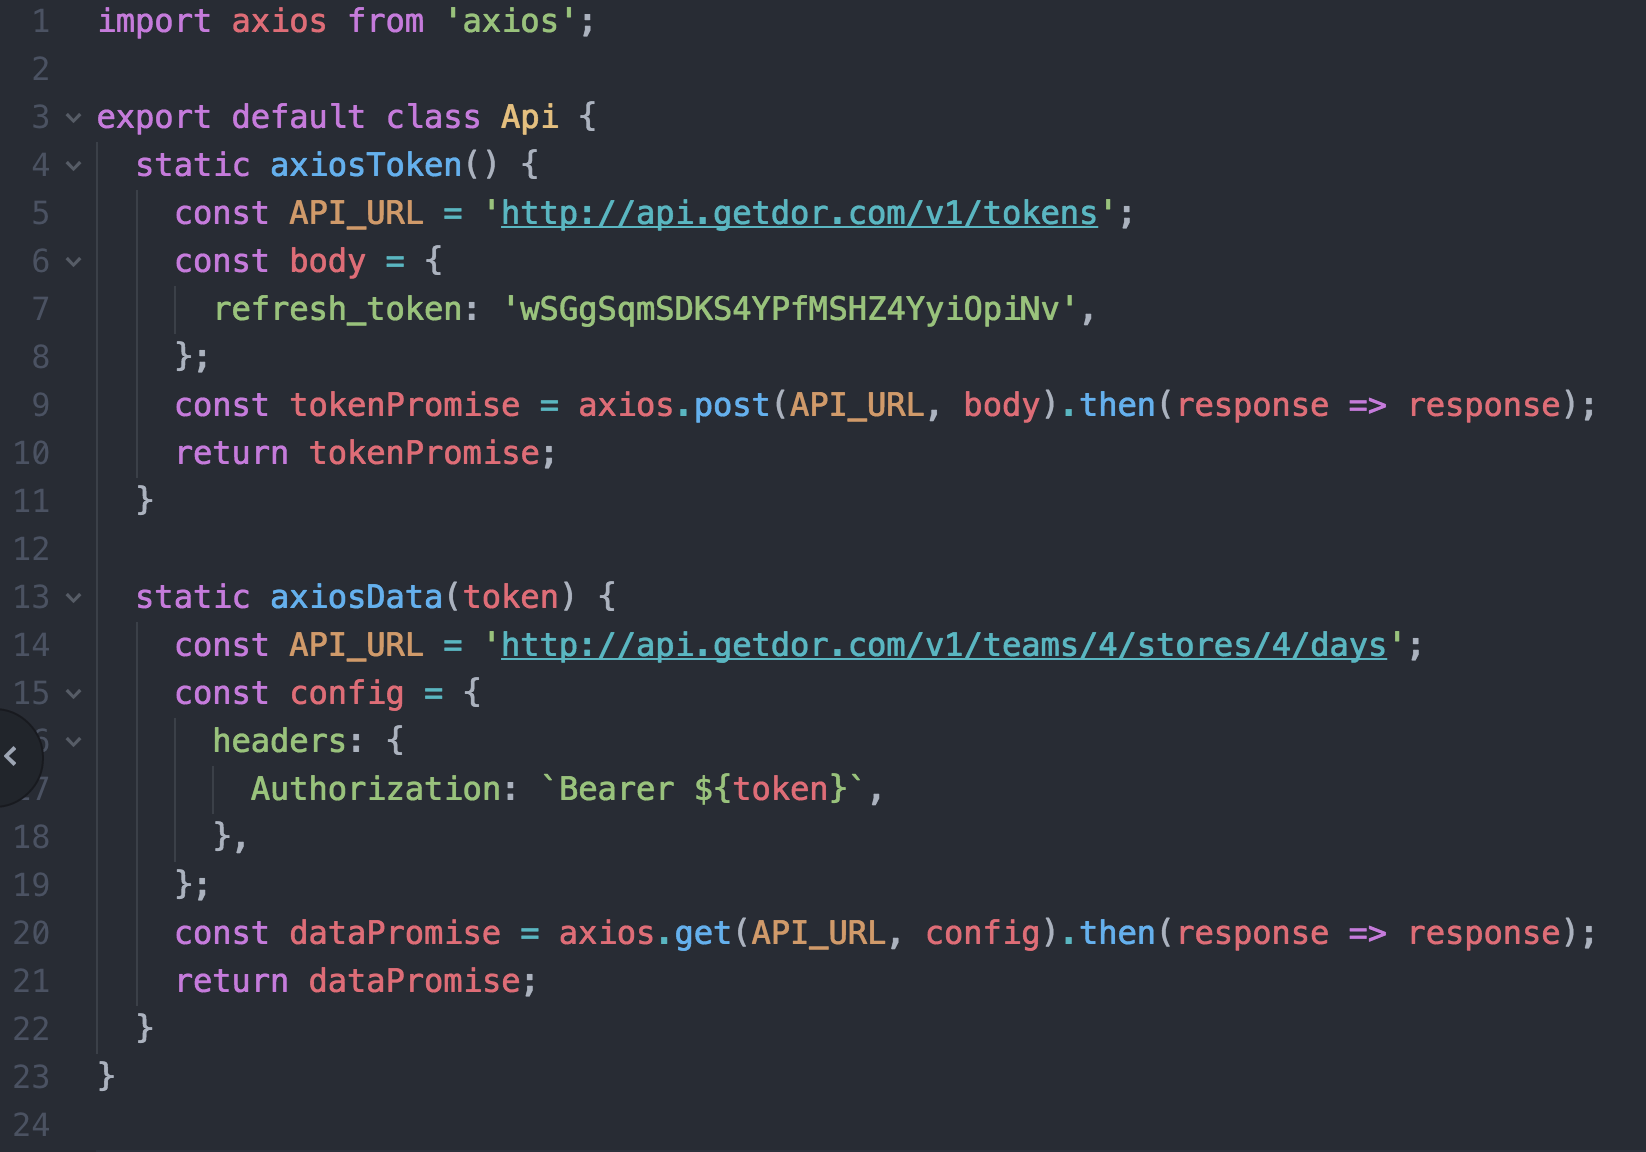 1 import axios from 'axios';
2
3 export default class Api {
4 static axiosToken() {
5 const API_URL = 'http://api.getdor.com/v1/tokens';
6 const body = {
7 refresh_token: 'wSGgSqmSDKS4YPfMSHZ4YyiOpiNv',
8 };
9 const tokenPromise = axios.post(API_URL, body).then(response => response);
10 return tokenPromise;
11 }
12
13 static axiosData(token) {
14 const API_URL = 'http://api.getdor.com/v1/teams/4/stores/4/days';
15 const config = {
6 headers: {
7 Authorization: `Bearer ${token}`,
18 },
19 };
20 const dataPromise = axios.get(API_URL, config).then(response => response);
21 return dataPromise;
22 }
23 }
24